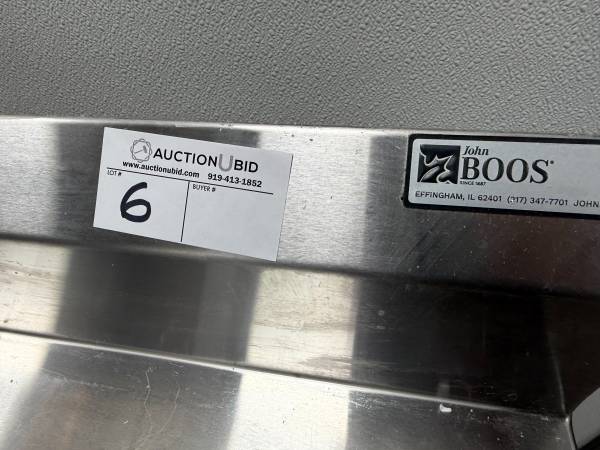 AUCTIONUBID
www.auctionubid.com 919-413-1852
LOT #
6
BUYER #
John
BOOS®
SINCE 1887
EFFINGHAM, IL 62401 (217) 347-7701 JOHN